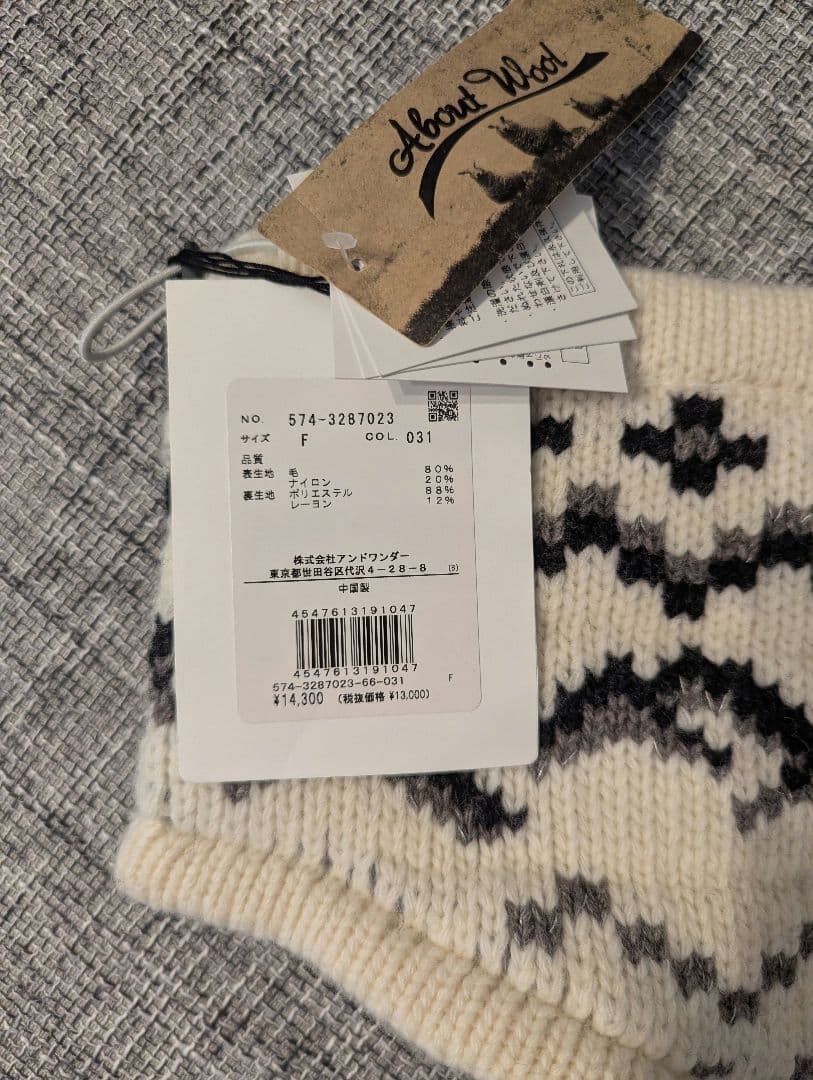 About Wool
NO. 574-3287023
サイズ F COL. 031
品質
表生地 毛 80%
ナイロン 20%
裏生地 ポリエステル 88%
レーヨン 12%
株式会社アンドワンダー
東京都世田谷区代沢4-28-8 (5)
中国製
4547613191047
4547613191047
574-3287023-66-031 F
¥14,300 (税抜価格 ¥13,000)